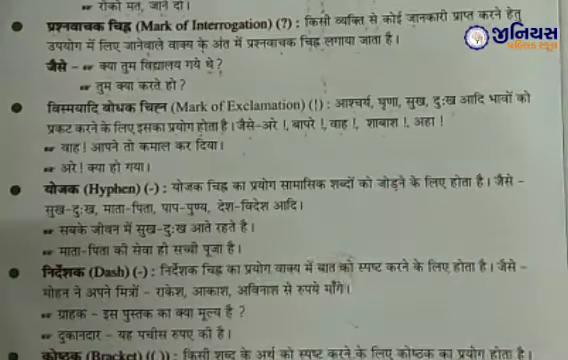 ☞ रोको मत, जाने दो।
● प्रश्नवाचक चिह्न (Mark of Interrogation) (?) : किसी व्यक्ति से कोई जानकारी प्राप्त करने हेतु
उपयोग में लिए जानेवाले वाक्य के अंत में प्रश्नवाचक चिह्न लगाया जाता है।
जैसे – ☞ क्या तुम विद्यालय गये थे?
☞ तुम क्या करते हो?
● विस्मयादि बोधक चिह्न (Mark of Exclamation) (!) : आश्चर्य, घृणा, सुख, दुःख आदि भावों को
प्रकट करने के लिए इसका प्रयोग होता है। जैसे-अरे !, बापरे !, वाह !, शाबाश !, अहा !
☞ वाह! आपने तो कमाल कर दिया।
☞ अरे! क्या हो गया।
● योजक (Hyphen) (-) : योजक चिह्न का प्रयोग सामासिक शब्दों को जोड़ने के लिए होता है। जैसे –
सुख-दुःख, माता-पिता, पाप-पुण्य, देश-विदेश आदि।
☞ सबके जीवन में सुख-दुःख आते रहते है।
☞ माता-पिता की सेवा ही सच्ची पूजा है।
● निर्देशक (Dash) (–) : निर्देशक चिह्न का प्रयोग वाक्य में बात को स्पष्ट करने के लिए होता है। जैसे –
मोहन ने अपने मित्रों – राकेश, आकाश, अविनाश से रुपये माँगे।
☞ ग्राहक – इस पुस्तक का क्या मूल्य है ?
☞ दुकानदार – यह पचीस रुपए की है।
● कोष्ठक (Bracket) (( )) : किसी शब्द के अर्थ को स्पष्ट करने के लिए कोष्ठक का प्रयोग होता है।
जीनियस
पब्लिक स्कूल